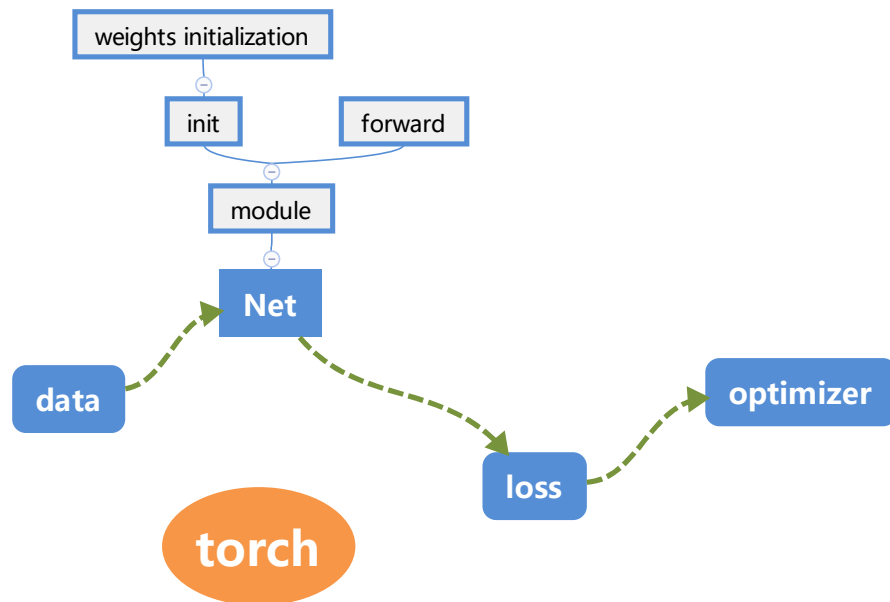 weights initialization
init
forward
module
Net
data
optimizer
loss
torch